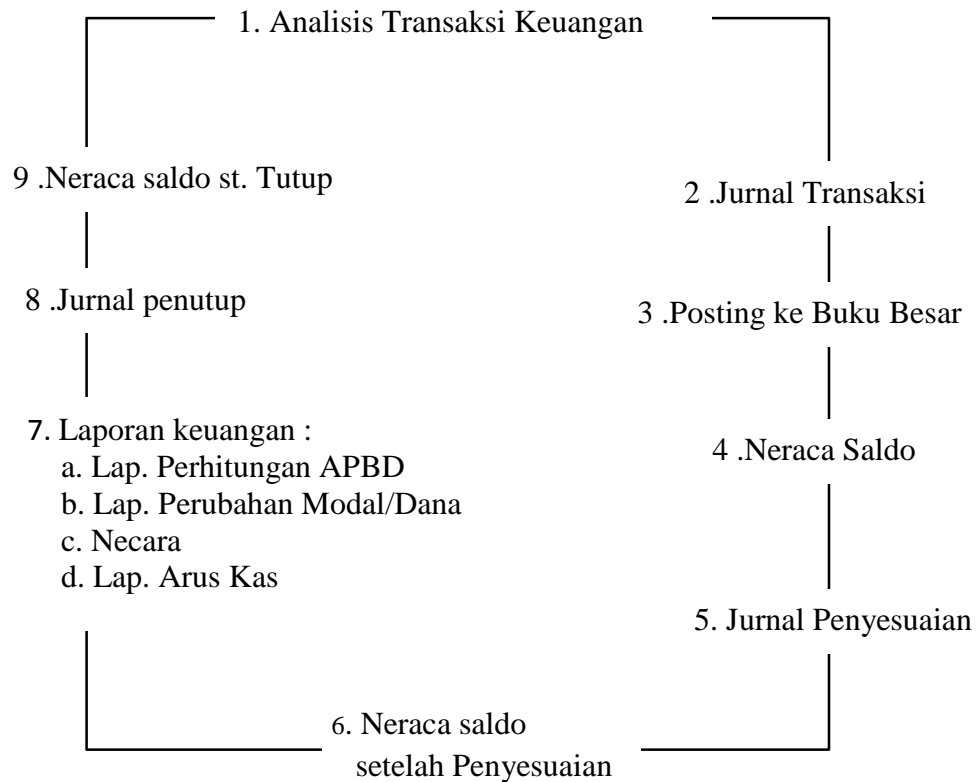 1. Analisis Transaksi Keuangan
2 .Jurnal Transaksi
3 .Posting ke Buku Besar
4 .Neraca Saldo
5. Jurnal Penyesuaian
6. Neraca saldo
setelah Penyesuaian
7. Laporan keuangan :
a. Lap. Perhitungan APBD
b. Lap. Perubahan Modal/Dana
c. Necara
d. Lap. Arus Kas
8 .Jurnal penutup
9 .Neraca saldo st. Tutup